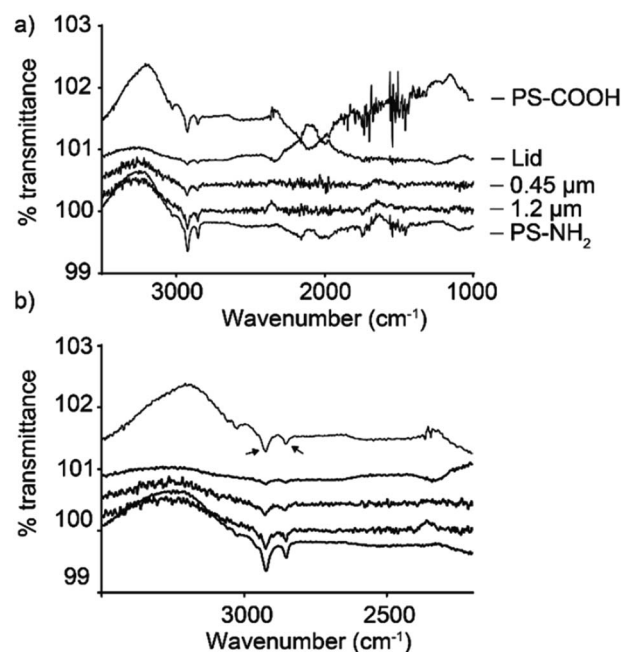 a)
103
102
101
100
99
% transmittance
— PS-COOH
— Lid
— 0.45 µm
— 1.2 µm
— PS-NH₂
3000
2000
1000
Wavenumber (cm⁻¹)
b)
103
102
101
100
99
% transmittance
3000
2500
Wavenumber (cm⁻¹)